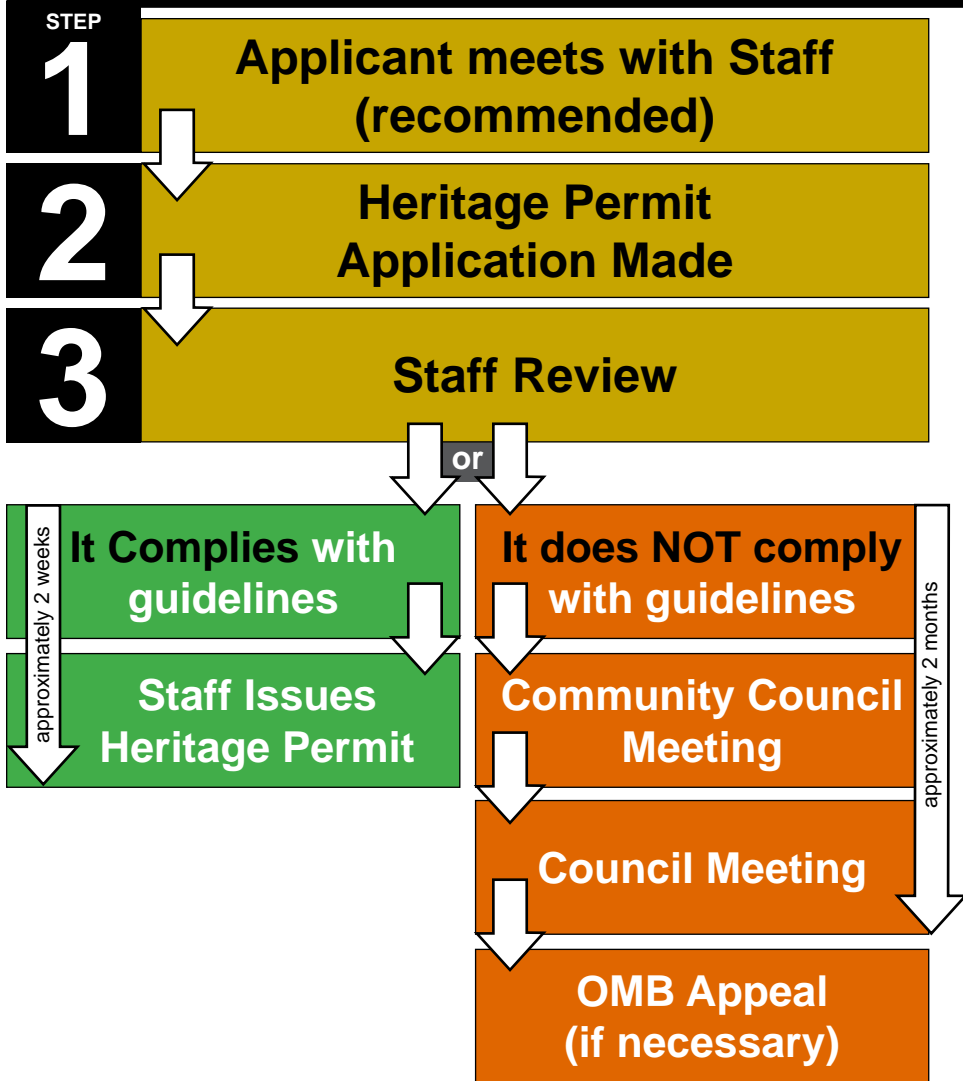 STEP
1
Applicant meets with Staff
(recommended)
2
Heritage Permit
Application Made
3
Staff Review
or
approximately 2 weeks
It Complies with
guidelines
Staff Issues
Heritage Permit
It does NOT comply
with guidelines
Community Council
Meeting
Council Meeting
approximately 2 months
OMB Appeal
(if necessary)